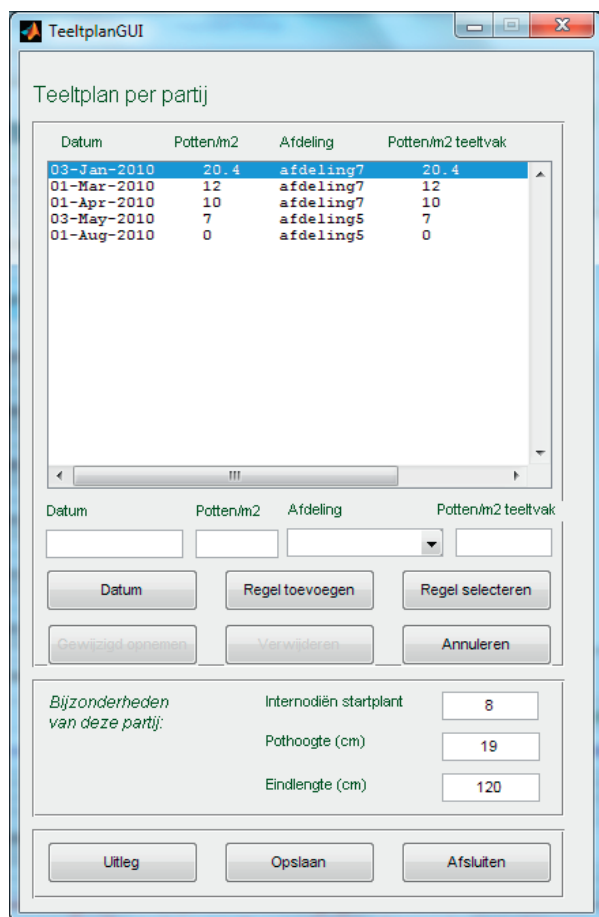 TeeltplanGUI
Teeltplan per partij
Datum Potten/m2 Afdeling Potten/m2 teeltvak
03-Jan-2010 20.4 afdeling7 20.4
01-Mar-2010 12 afdeling7 12
01-Apr-2010 10 afdeling7 10
03-May-2010 7 afdeling5 7
01-Aug-2010 0 afdeling5 0
Datum Potten/m2 Afdeling Potten/m2 teeltvak
Datum Regel toevoegen Regel selecteren
Gewijzigd opnemen Verwijderen Annuleren
Bijzonderheden Internodiën startplant 8
van deze partij:
Pothoogte (cm) 19
Eindlengte (cm) 120
Uitleg Opslaan Afsluiten